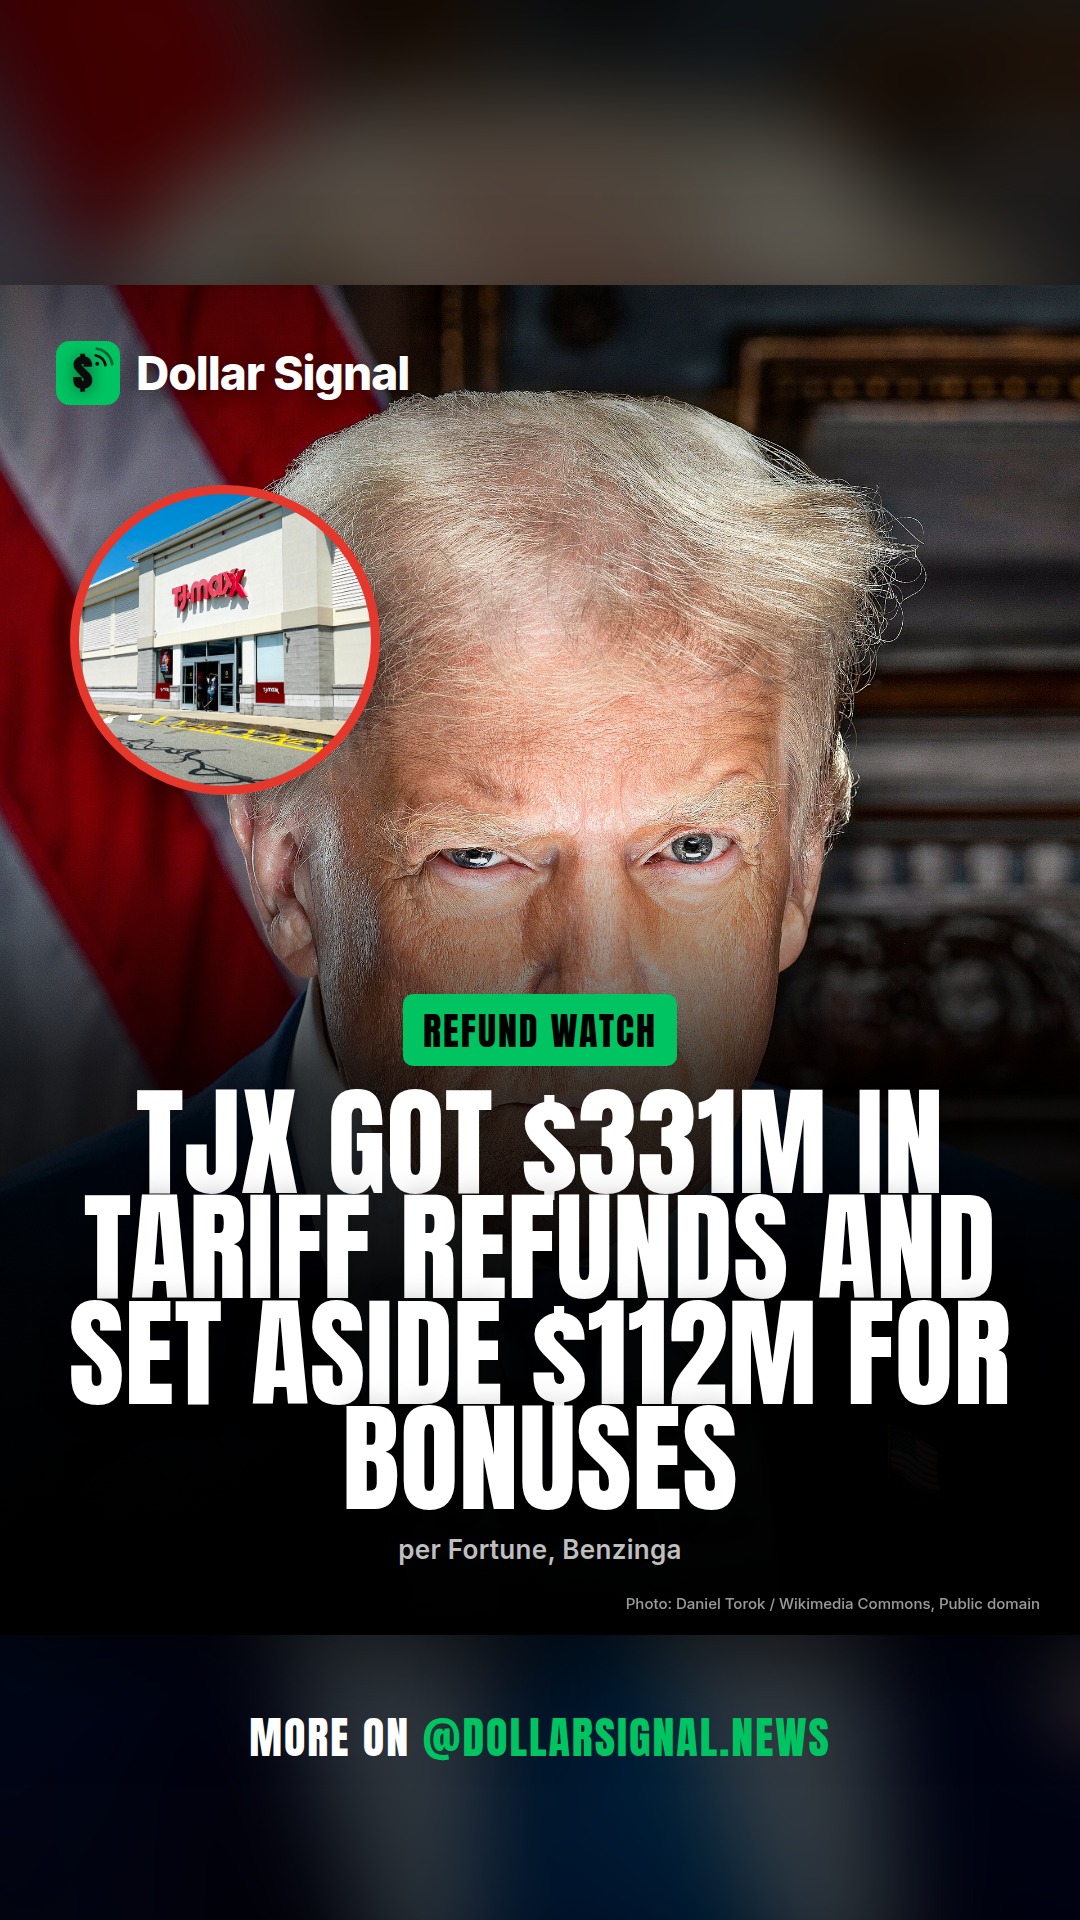 Dollar Signal
T.J.maxx
REFUND WATCH
TJX GOT $331M IN
TARIFF REFUNDS AND
SET ASIDE $112M FOR
BONUSES
per Fortune, Benzinga
Photo: Daniel Torok / Wikimedia Commons, Public domain
MORE ON @DOLLARSIGNAL.NEWS